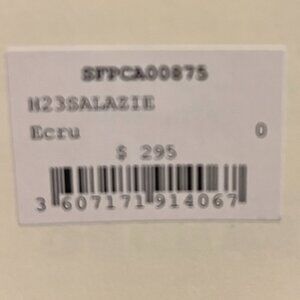 SFPCA00875
H23SALAZIE
Ecru 0
$ 295
3 607171 914067